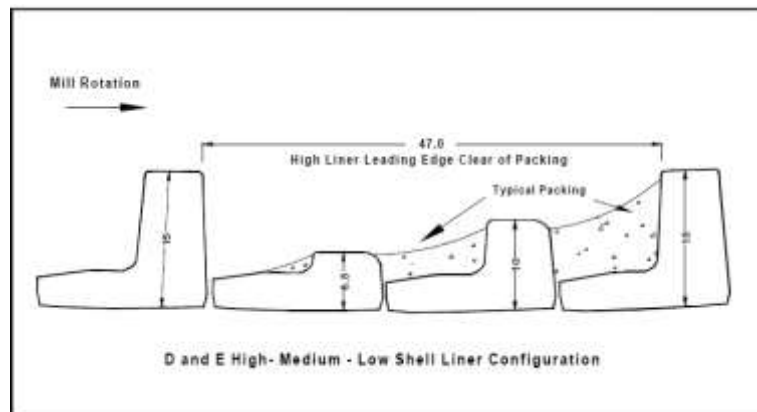 Mill Rotation
47.0
High Liner Leading Edge Clear of Packing
Typical Packing
15
6.5
10
15
D and E High- Medium - Low Shell Liner Configuration